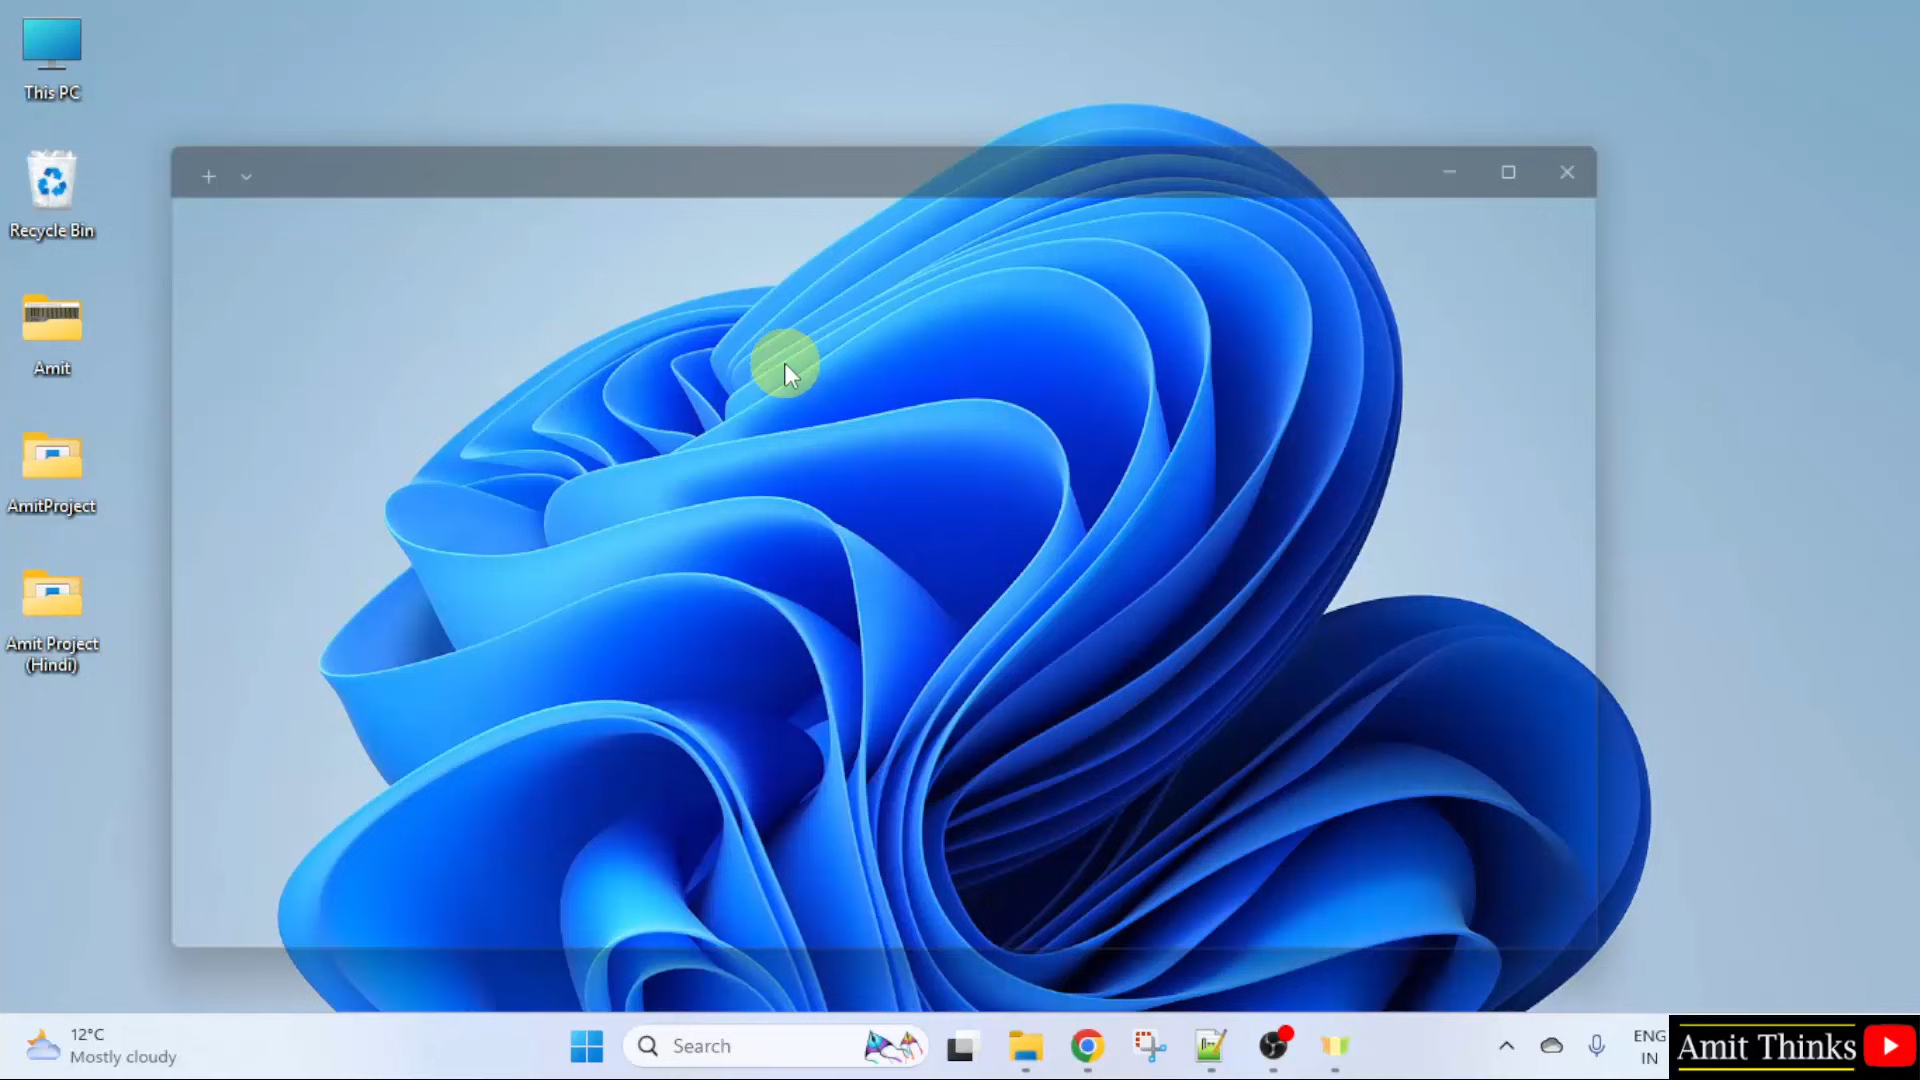 This PC
Recycle Bin
Amit
AmitProject
Amit Project
(Hindi)
12°C
Mostly cloudy
Search
ENG
IN
Amit Thinks